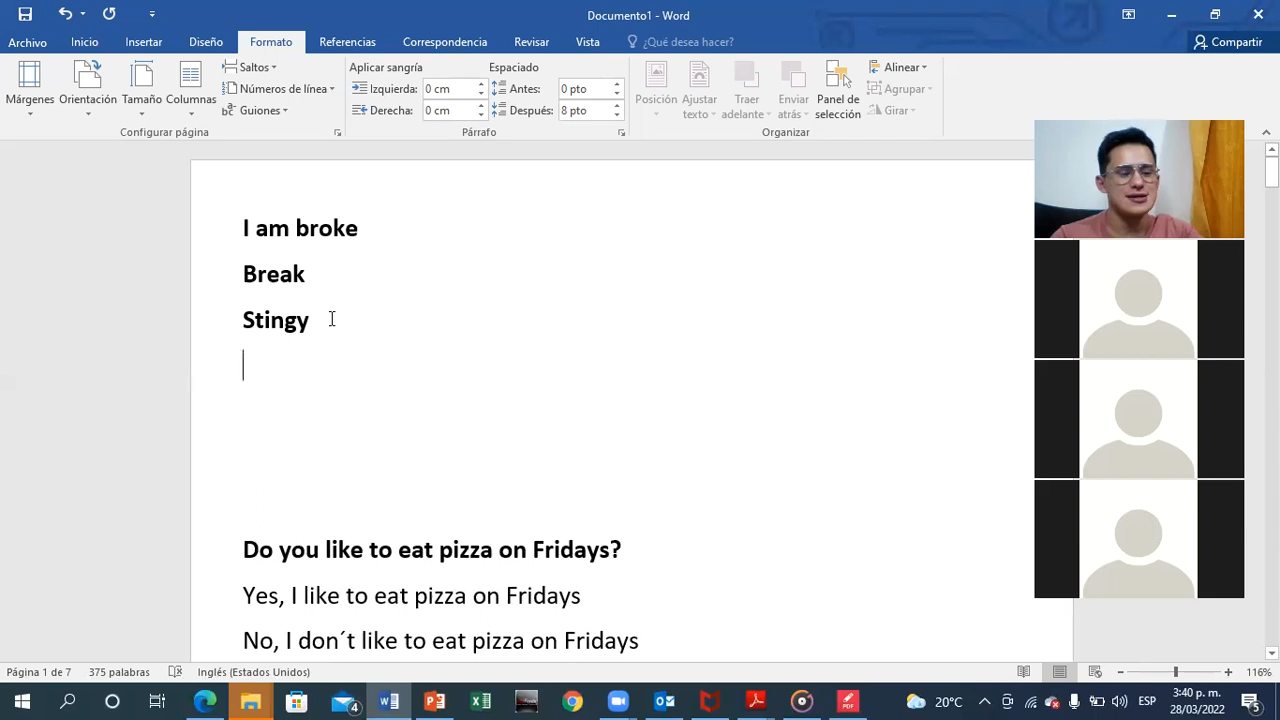 Documento1 - Word
Archivo Inicio Insertar Diseño Formato Referencias Correspondencia Revisar Vista ¿Qué desea hacer? Compartir
Márgenes Orientación Tamaño Columnas
Saltos
Números de línea
Guiones
Configurar página
Aplicar sangría Espaciado
Izquierda: 0 cm Antes: 0 pto
Derecha: 0 cm Después: 8 pto
Párrafo
Posición Ajustar texto Traer adelante Enviar atrás Panel de selección
Alinear
Agrupar
Girar
Organizar
I am broke
Break
Stingy
Do you like to eat pizza on Fridays?
Yes, I like to eat pizza on Fridays
No, I don´t like to eat pizza on Fridays
Página 1 de 7 375 palabras Inglés (Estados Unidos) 116%
4 20°C ESP 3:40 p. m. 5
28/03/2022